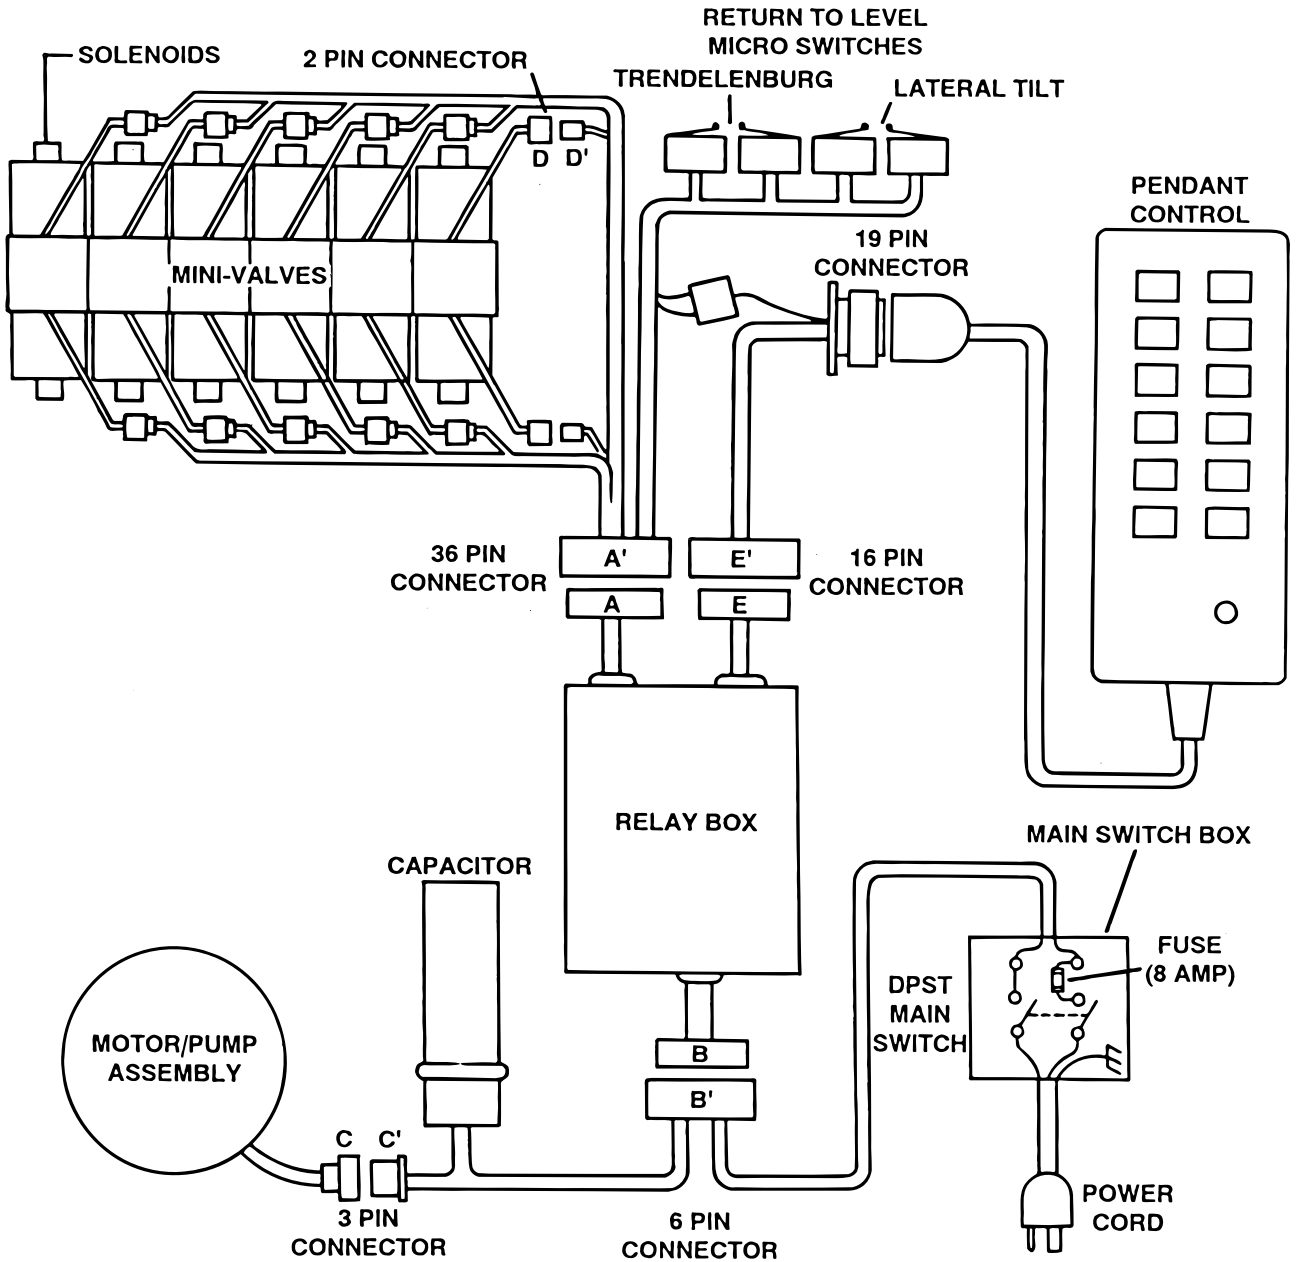 RETURN TO LEVEL
MICRO SWITCHES
SOLENOIDS
2 PIN CONNECTOR
TRENDELENBURG
LATERAL TILT
D
D'
PENDANT
CONTROL
19 PIN
CONNECTOR
MINI-VALVES
36 PIN
CONNECTOR
A'
A
E'
E
16 PIN
CONNECTOR
RELAY BOX
MAIN SWITCH BOX
CAPACITOR
FUSE
(8 AMP)
DPST
MAIN
SWITCH
MOTOR/PUMP
ASSEMBLY
B
B'
C
C'
3 PIN
CONNECTOR
6 PIN
CONNECTOR
POWER
CORD